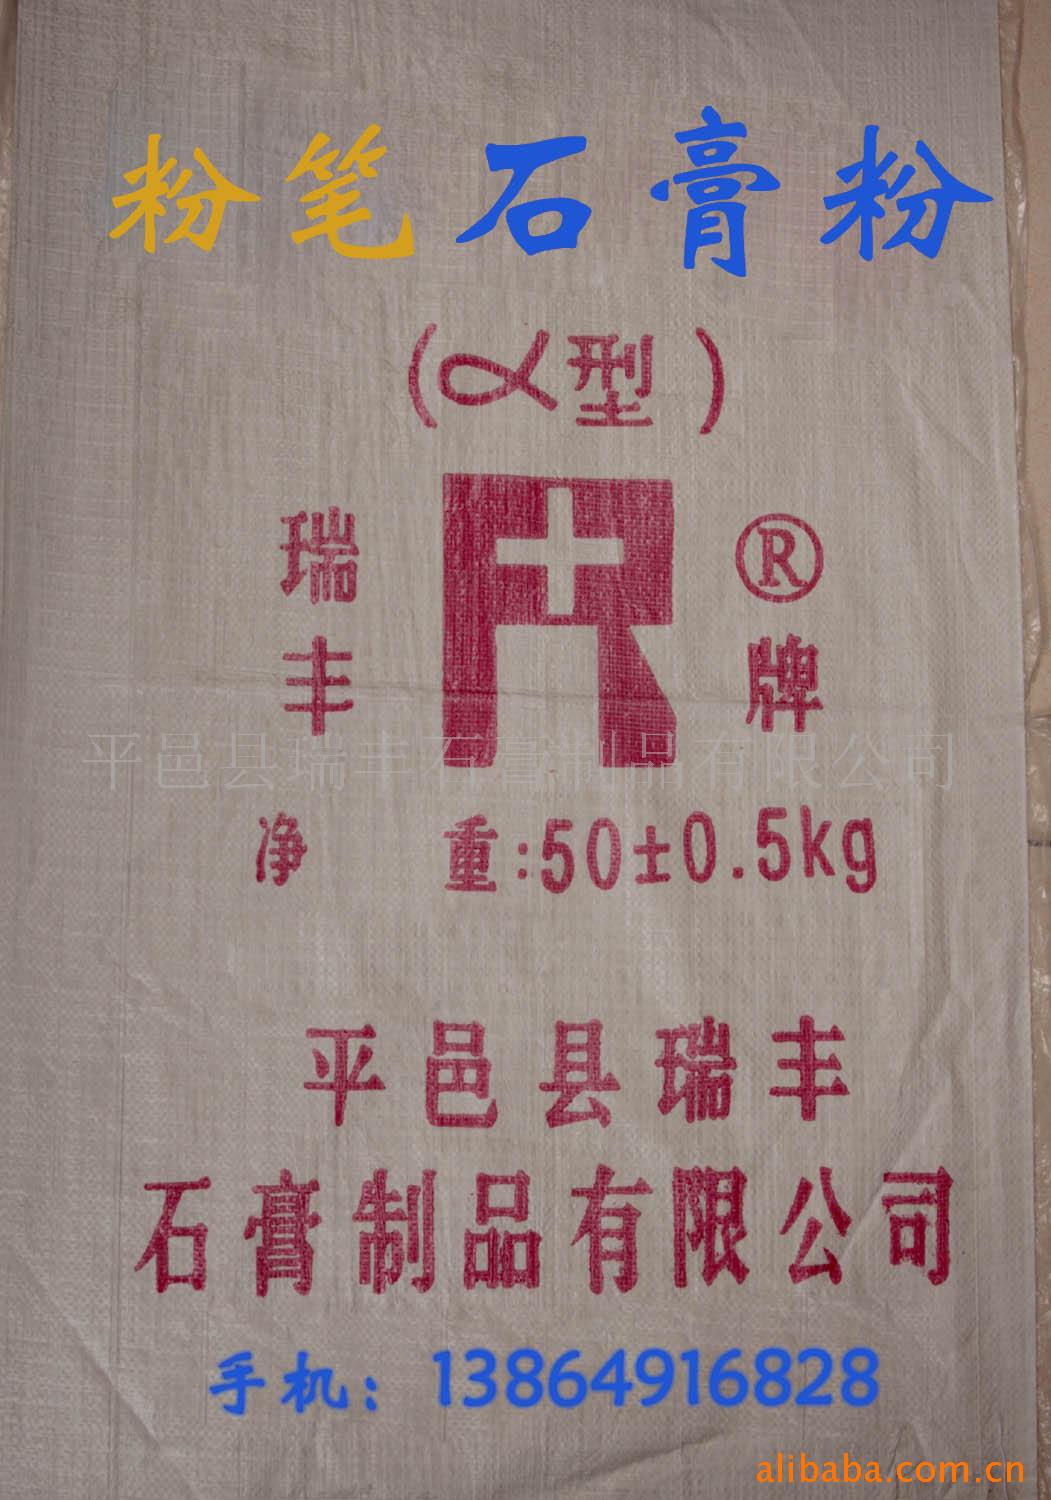 粉笔石膏粉
(α型)
瑞丰
R
®
牌
平邑县瑞丰石膏制品有限公司
净 重:50±0.5kg
平邑县瑞丰
石膏制品有限公司
手机：13864916828
alibaba.com.cn